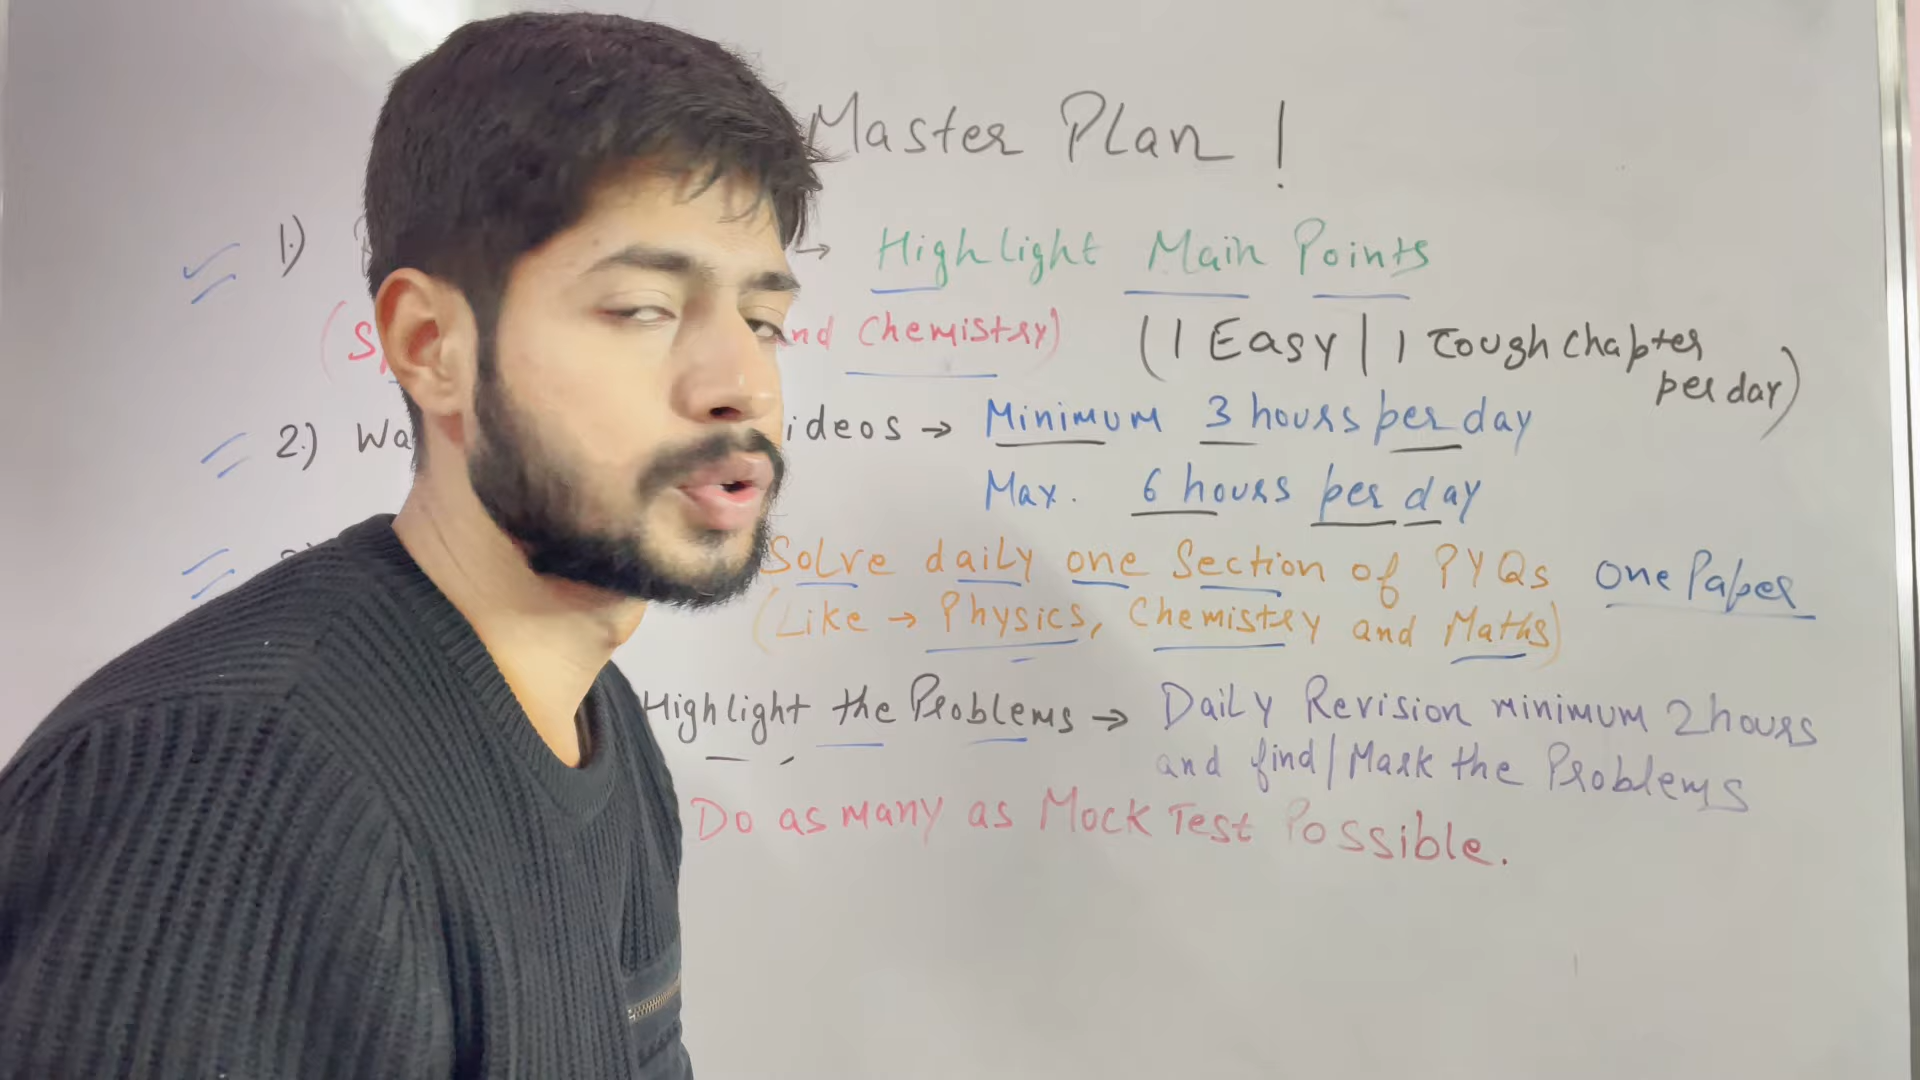 Master Plan !
1.) → Highlight Main Points
and Chemistry) (1 Easy | 1 Tough Chapter
per day)
2.) → Minimum 3 hours per day
Max. 6 hours per day
Solve daily one Section of PYQs one Paper
(Like → Physics, Chemistry and Maths)
Highlight the Problems → Daily Revision minimum 2 hours
and find/Mark the Problems
Do as many as Mock Test Possible.